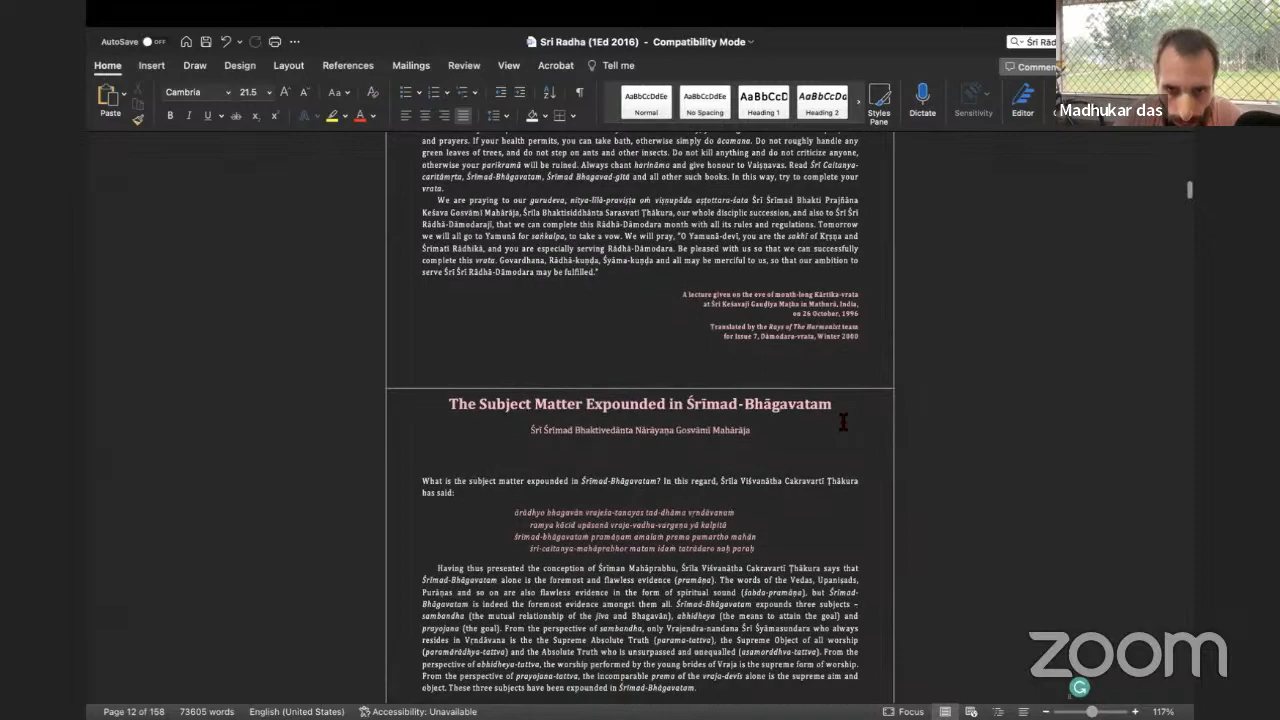 AutoSave OFF
Śrī Radha (1Ed 2016) - Compatibility Mode
Śrī Rād
Home Insert Draw Design Layout References Mailings Review View Acrobat Tell me
Commen
Madhukar das
Paste
Cambria 21.5
AaBbCcDdEe AaBbCcDdEe AaBbCcD AaBbCcDc
Normal No Spacing Heading 1 Heading 2
Styles Pane
Dictate
Sensitivity
Editor
and prayers. If your health permits, you can take bath, otherwise simply do ācamana. Do not roughly handle any
green leaves of trees, and do not step on ants and other insects. Do not kill anything and do not criticize anyone,
otherwise your parikramā will be ruined. Always chant harināma and give honour to Vaiṣṇavas. Read Śrī Caitanya-
caritāmṛta, Śrīmad-Bhāgavatam, Śrīmad Bhagavad-gītā and all other such books. In this way, try to complete your
vrata.
We are praying to our gurudeva, nitya-līlā-praviṣṭa oṁ viṣṇupāda aṣṭottara-śata Śrī Śrīmad Bhakti Prajñāna
Keśava Gosvāmī Mahārāja, Śrīla Bhaktisiddhānta Sarasvatī Ṭhākura, our whole disciplic succession, and also to Śrī Śrī
Rādhā-Dāmodarajī, that we can complete this Rādhā-Dāmodara month with all its rules and regulations. Tomorrow
we will all go to Yamunā for saṅkalpa, to take a vow. We will pray, "O Yamunā-devī, you are the sakhī of Kṛṣṇa and
Śrīmatī Rādhikā, and you are especially serving Rādhā-Dāmodara. Be pleased with us so that we can successfully
complete this vrata. Govardhana, Rādhā-kuṇḍa, Śyāma-kuṇḍa and all may be merciful to us, so that our ambition to
serve Śrī Śrī Rādhā-Dāmodara may be fulfilled."
A lecture given on the eve of month-long Kārtika-vrata
at Śrī Keśavajī Gauḍīya Maṭha in Mathurā, India,
on 26 October, 1996
Translated by the Rays of The Harmonist team
for Issue 7, Dāmodara-vrata, Winter 2000
The Subject Matter Expounded in Śrīmad-Bhāgavatam
Śrī Śrīmad Bhaktivedānta Nārāyaṇa Gosvāmī Mahārāja
What is the subject matter expounded in Śrīmad-Bhāgavatam? In this regard, Śrīla Viśvanātha Cakravartī Ṭhākura
has said:
ārādhyo bhagavān vrajeśa-tanayas tad-dhāma vṛndāvanaṁ
ramya kācid upāsanā vraja-vadhu-vargeṇa yā kalpitā
śrīmad-bhāgavataṁ pramāṇam amalaṁ premā pumartho mahān
śrī-caitanya-mahāprabhor matam idaṁ tatrādaro naḥ paraḥ
Having thus presented the conception of Śrīman Mahāprabhu, Śrīla Viśvanātha Cakravartī Ṭhākura says that
Śrīmad-Bhāgavatam alone is the foremost and flawless evidence (pramāṇa). The words of the Vedas, Upaniṣads,
Purāṇas and so on are also flawless evidence in the form of spiritual sound (śabda-pramāṇa), but Śrīmad-
Bhāgavatam is indeed the foremost evidence amongst them all. Śrīmad-Bhāgavatam expounds three subjects –
sambandha (the mutual relationship of the jīva and Bhagavān), abhidheya (the means to attain the goal) and
prayojana (the goal). From the perspective of sambandha, only Vrajendra-nandana Śrī Śyāmasundara who always
resides in Vṛndāvana is the the Supreme Absolute Truth (parama-tattva), the Supreme Object of all worship
(paramārādhya-tattva) and the Absolute Truth who is unsurpassed and unequalled (asamorddhva-tattva). From the
perspective of abhidheya-tattva, the worship performed by the young brides of Vraja is the supreme form of worship.
From the perspective of prayojana-tattva, the incomparable prema of the vraja-devīs alone is the supreme aim and
object. These three subjects have been expounded in Śrīmad-Bhāgavatam.
zoom
Page 12 of 158 73605 words English (United States) Accessibility: Unavailable Focus 117%